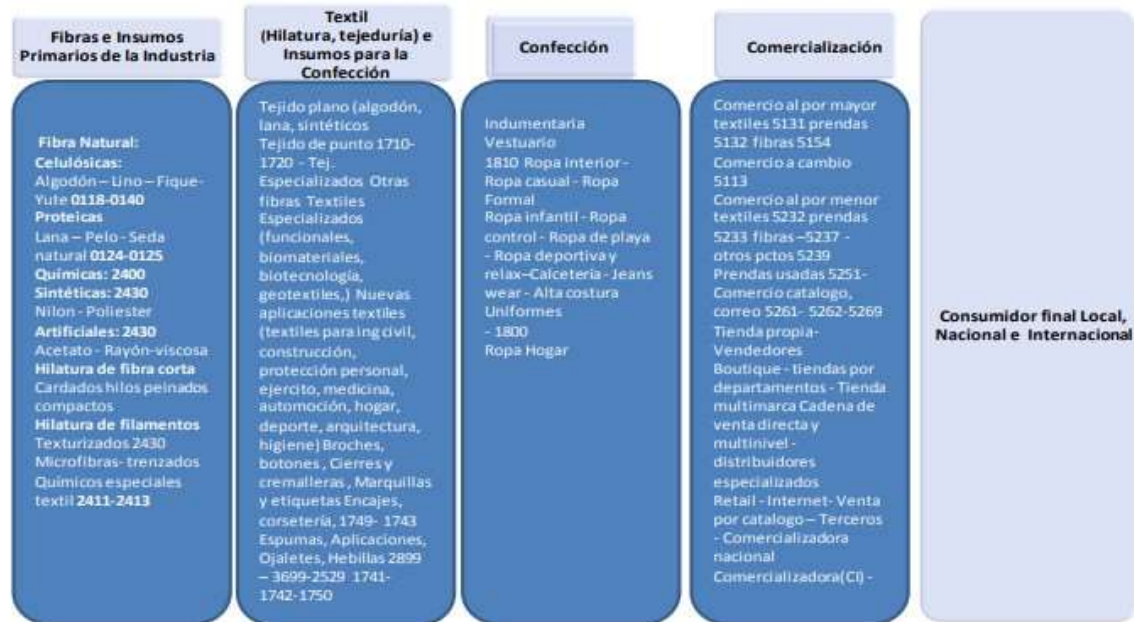 Fibras e Insumos
Primarios de la Industria
Fibra Natural:
Celulósicas:
Algodón – Lino – Fique-
Yute 0118-0140
Proteicas
Lana – Pelo - Seda
natural 0124-0125
Químicas: 2400
Sintéticas: 2430
Nilon - Poliester
Artificiales: 2430
Acetato - Rayón-viscosa
Hilatura de fibra corta
Cardados hilos peinados
compactos
Hilatura de filamentos
Texturizados 2430
Microfibras- trenzados
Químicos especiales
textil 2411-2413
Textil
(Hilatura, tejeduría) e
Insumos para la
Confección
Tejido plano (algodón,
lana, sintéticos
Tejido de punto 1710-
1720 - Tej.
Especializados Otras
fibras Textiles
Especializados
(funcionales,
biomateriales,
biotecnología,
geotextiles,) Nuevas
aplicaciones textiles
(textiles para ing civil,
construcción,
protección personal,
ejercito, medicina,
automoción, hogar,
deporte, arquitectura,
higiene) Broches,
botones , Cierres y
cremalleras , Marquillas
y etiquetas Encajes,
corsetería, 1749- 1743
Espumas, Aplicaciones,
Ojaletes, Hebillas 2899
– 3699-2529 1741-
1742-1750
Confección
Indumentaria
Vestuario
1810 Ropa interior -
Ropa casual - Ropa
Formal
Ropa infantil - Ropa
control - Ropa de playa
- Ropa deportiva y
relax–Calcetería - Jeans
wear - Alta costura
Uniformes
- 1800
Ropa Hogar
Comercialización
Comercio al por mayor
textiles 5131 prendas
5132 fibras 5154
Comercio a cambio
5113
Comercio al por menor
textiles 5232 prendas
5233 fibras –5237 -
otros pctos 5239
Prendas usadas 5251-
Comercio catalogo,
correo 5261- 5262-5269
Tienda propia-
Vendedores
Boutique - tiendas por
departamentos - Tienda
multimarca Cadena de
venta directa y
multinivel -
distribuidores
especializados
Retail - Internet- Venta
por catalogo – Terceros
- Comercializadora
nacional
Comercializadora(CI) -
Consumidor final Local,
Nacional e Internacional